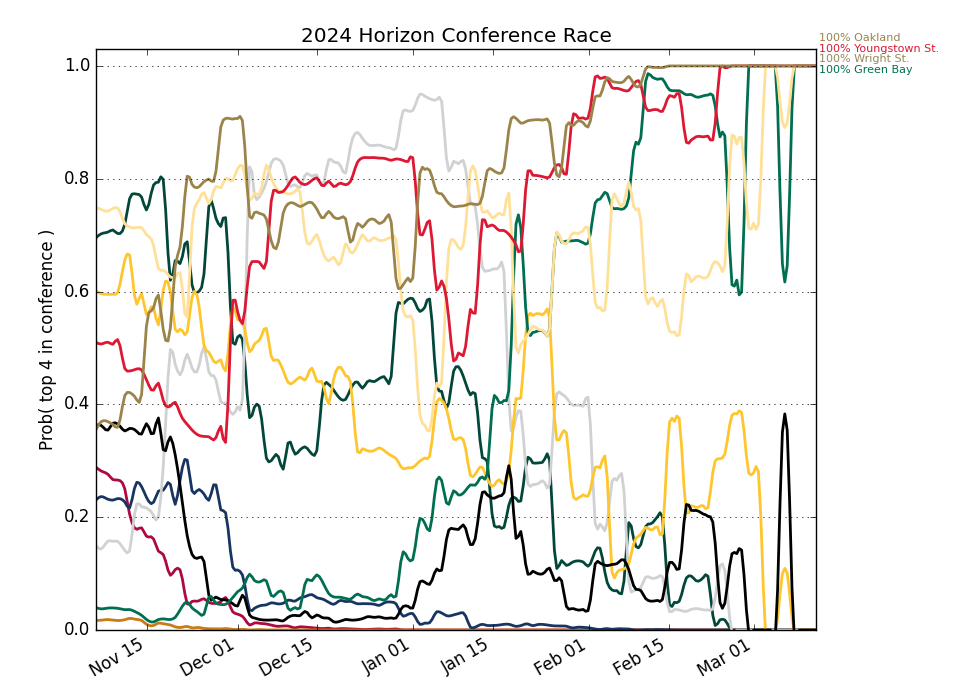 2024 Horizon Conference Race
100% Oakland
100% Youngstown St.
100% Wright St.
100% Green Bay
Prob( top 4 in conference )
1.0
0.8
0.6
0.4
0.2
0.0
Nov 15
Dec 01
Dec 15
Jan 01
Jan 15
Feb 01
Feb 15
Mar 01